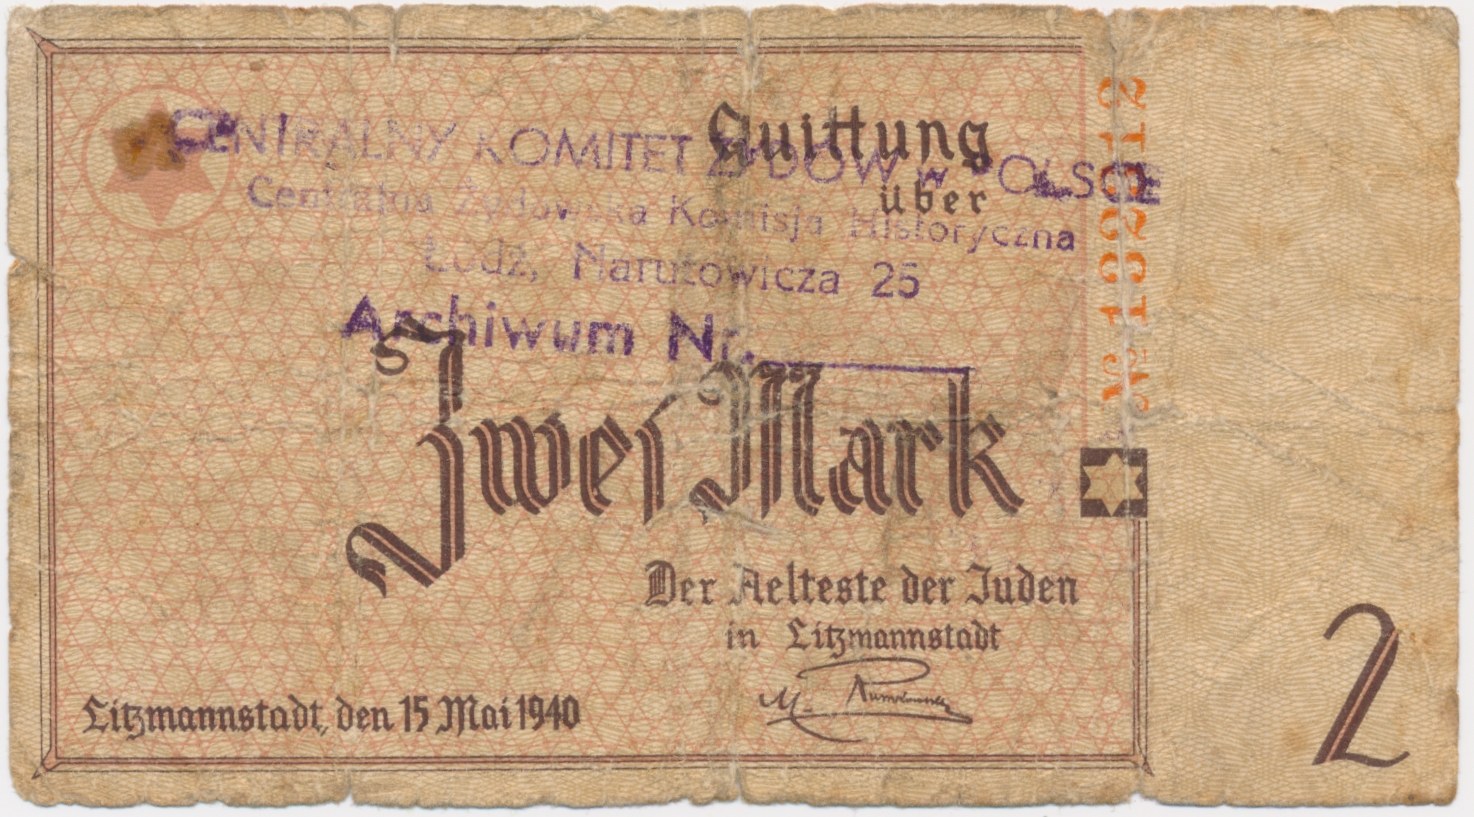 Quittung
über
CENTRALNY KOMITET ŻYDÓW w POLSCE
Centralna Żydowska Komisja Historyczna
Łódź, Narutowicza 25
Archiwum Nr.
Zwei Mark
Der Aelteste der Juden
in Litzmannstadt
Litzmannstadt, den 15 Mai 1940
2